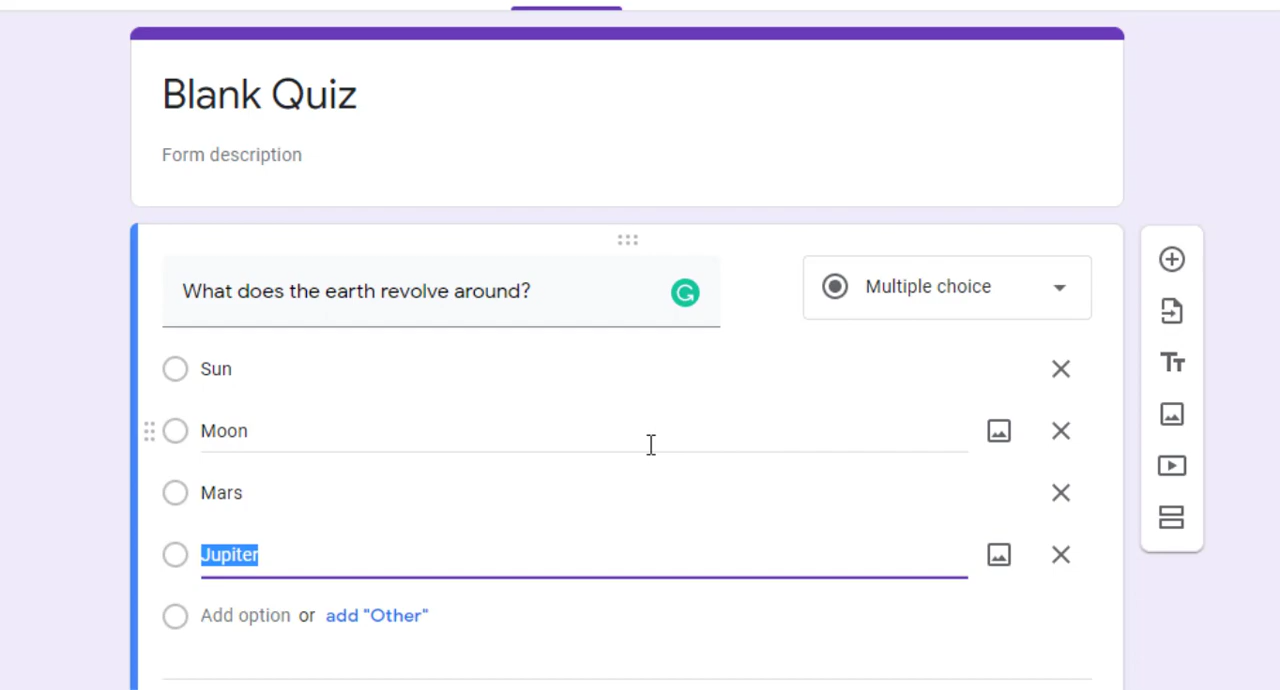 Blank Quiz
Form description
What does the earth revolve around?
Multiple choice
Sun
Moon
Mars
Jupiter
Add option or add "Other"
Tт